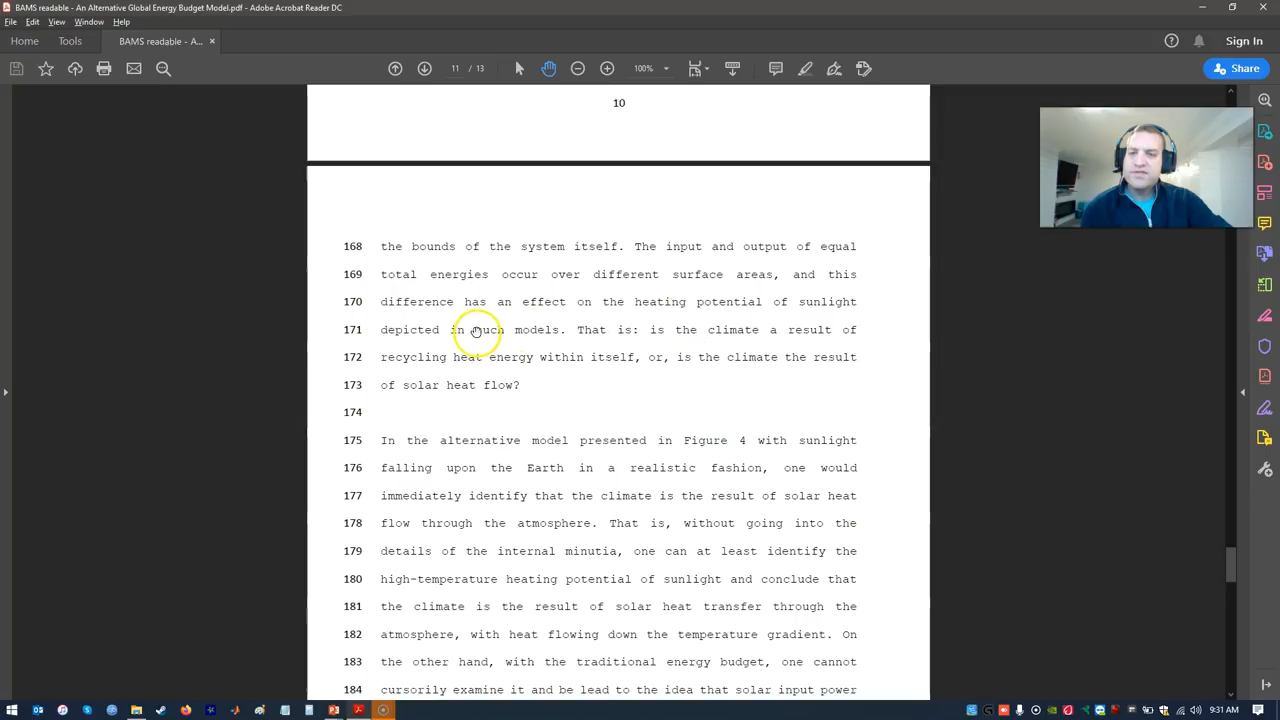 BAMS readable - An Alternative Global Energy Budget Model.pdf - Adobe Acrobat Reader DC
File Edit View Window Help
Home Tools BAMS readable - A... × Sign In
11 / 13 100% Share
10
168 the bounds of the system itself. The input and output of equal
169 total energies occur over different surface areas, and this
170 difference has an effect on the heating potential of sunlight
171 depicted in such models. That is: is the climate a result of
172 recycling heat energy within itself, or, is the climate the result
173 of solar heat flow?
174
175 In the alternative model presented in Figure 4 with sunlight
176 falling upon the Earth in a realistic fashion, one would
177 immediately identify that the climate is the result of solar heat
178 flow through the atmosphere. That is, without going into the
179 details of the internal minutia, one can at least identify the
180 high-temperature heating potential of sunlight and conclude that
181 the climate is the result of solar heat transfer through the
182 atmosphere, with heat flowing down the temperature gradient. On
183 the other hand, with the traditional energy budget, one cannot
184 cursorily examine it and be lead to the idea that solar input power
9:31 AM